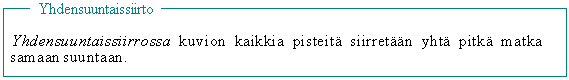 Yhdensuuntaissiirto
Yhdensuuntaissiirrossa kuvion kaikkia pisteitä siirretään yhtä pitkä matka
samaan suuntaan.